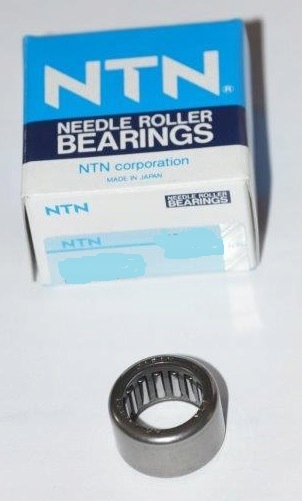 NTN®
NEEDLE ROLLER
BEARINGS
NTN corporation
MADE IN JAPAN
NTN
NEEDLE ROLLER
BEARINGS
NTN